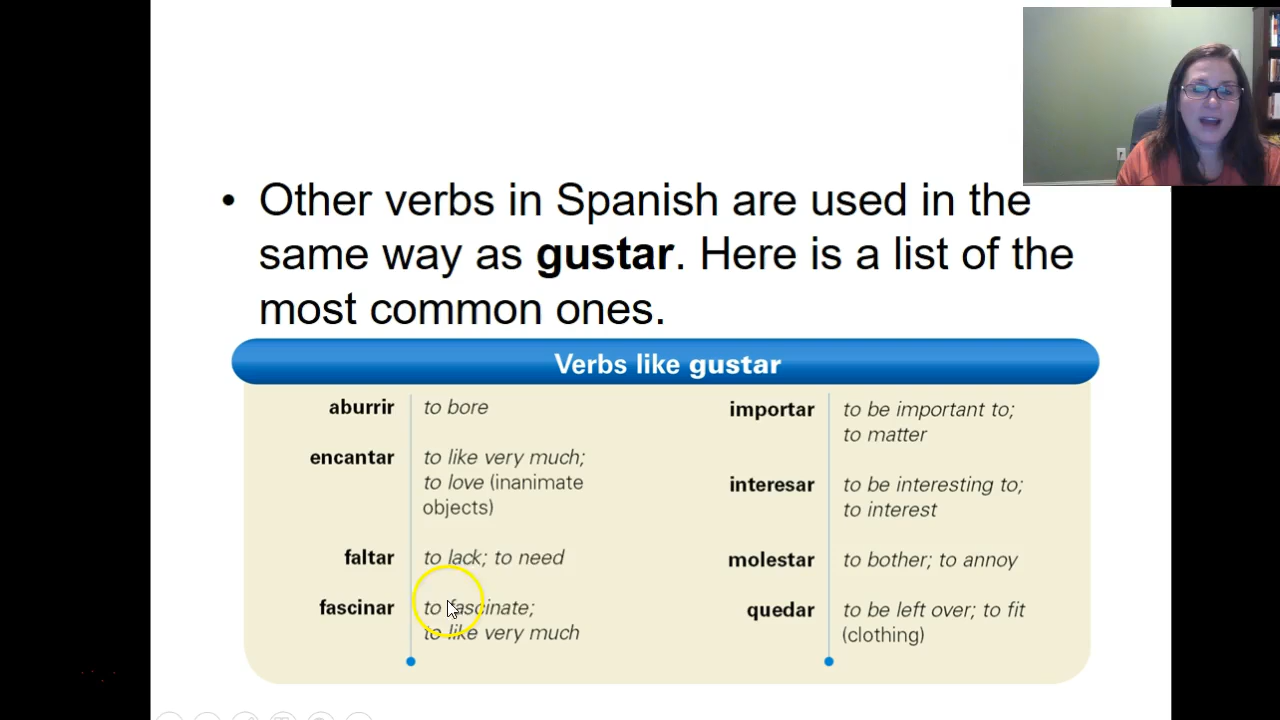 • Other verbs in Spanish are used in the
same way as gustar. Here is a list of the
most common ones.
Verbs like gustar
aburrir to bore
encantar to like very much;
to love (inanimate
objects)
faltar to lack; to need
fascinar to fascinate;
to like very much
importar to be important to;
to matter
interesar to be interesting to;
to interest
molestar to bother; to annoy
quedar to be left over; to fit
(clothing)